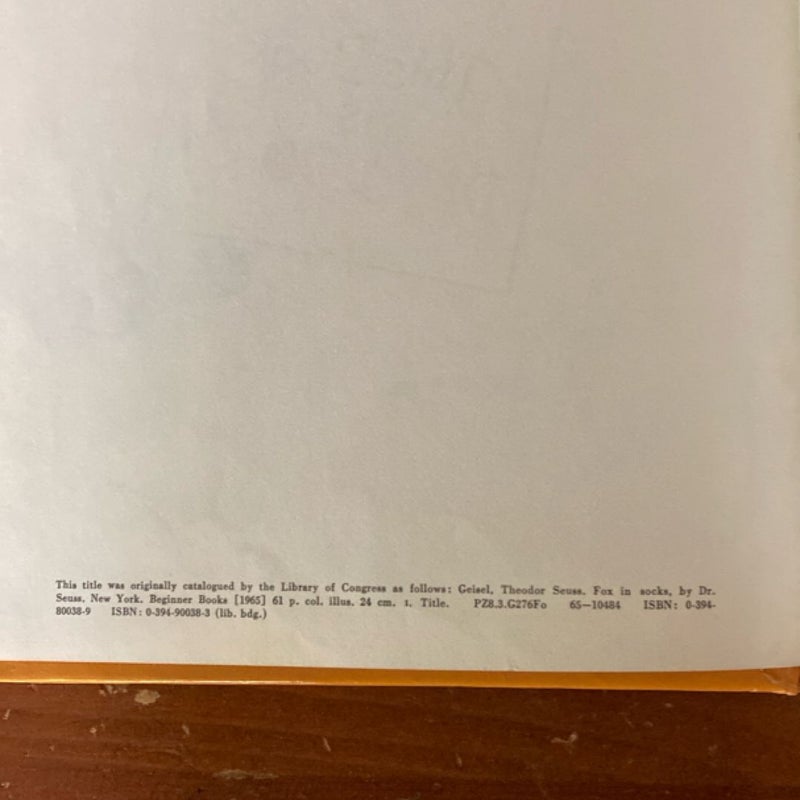 This title was originally catalogued by the Library of Congress as follows: Geisel, Theodor Seuss. Fox in socks, by Dr.
Seuss. New York. Beginner Books [1965] 61 p. col. illus. 24 cm. I. Title. PZ8.3.G276Fo 65—10484 ISBN: 0-394-
80038-9 ISBN: 0-394-90038-3 (lib. bdg.)